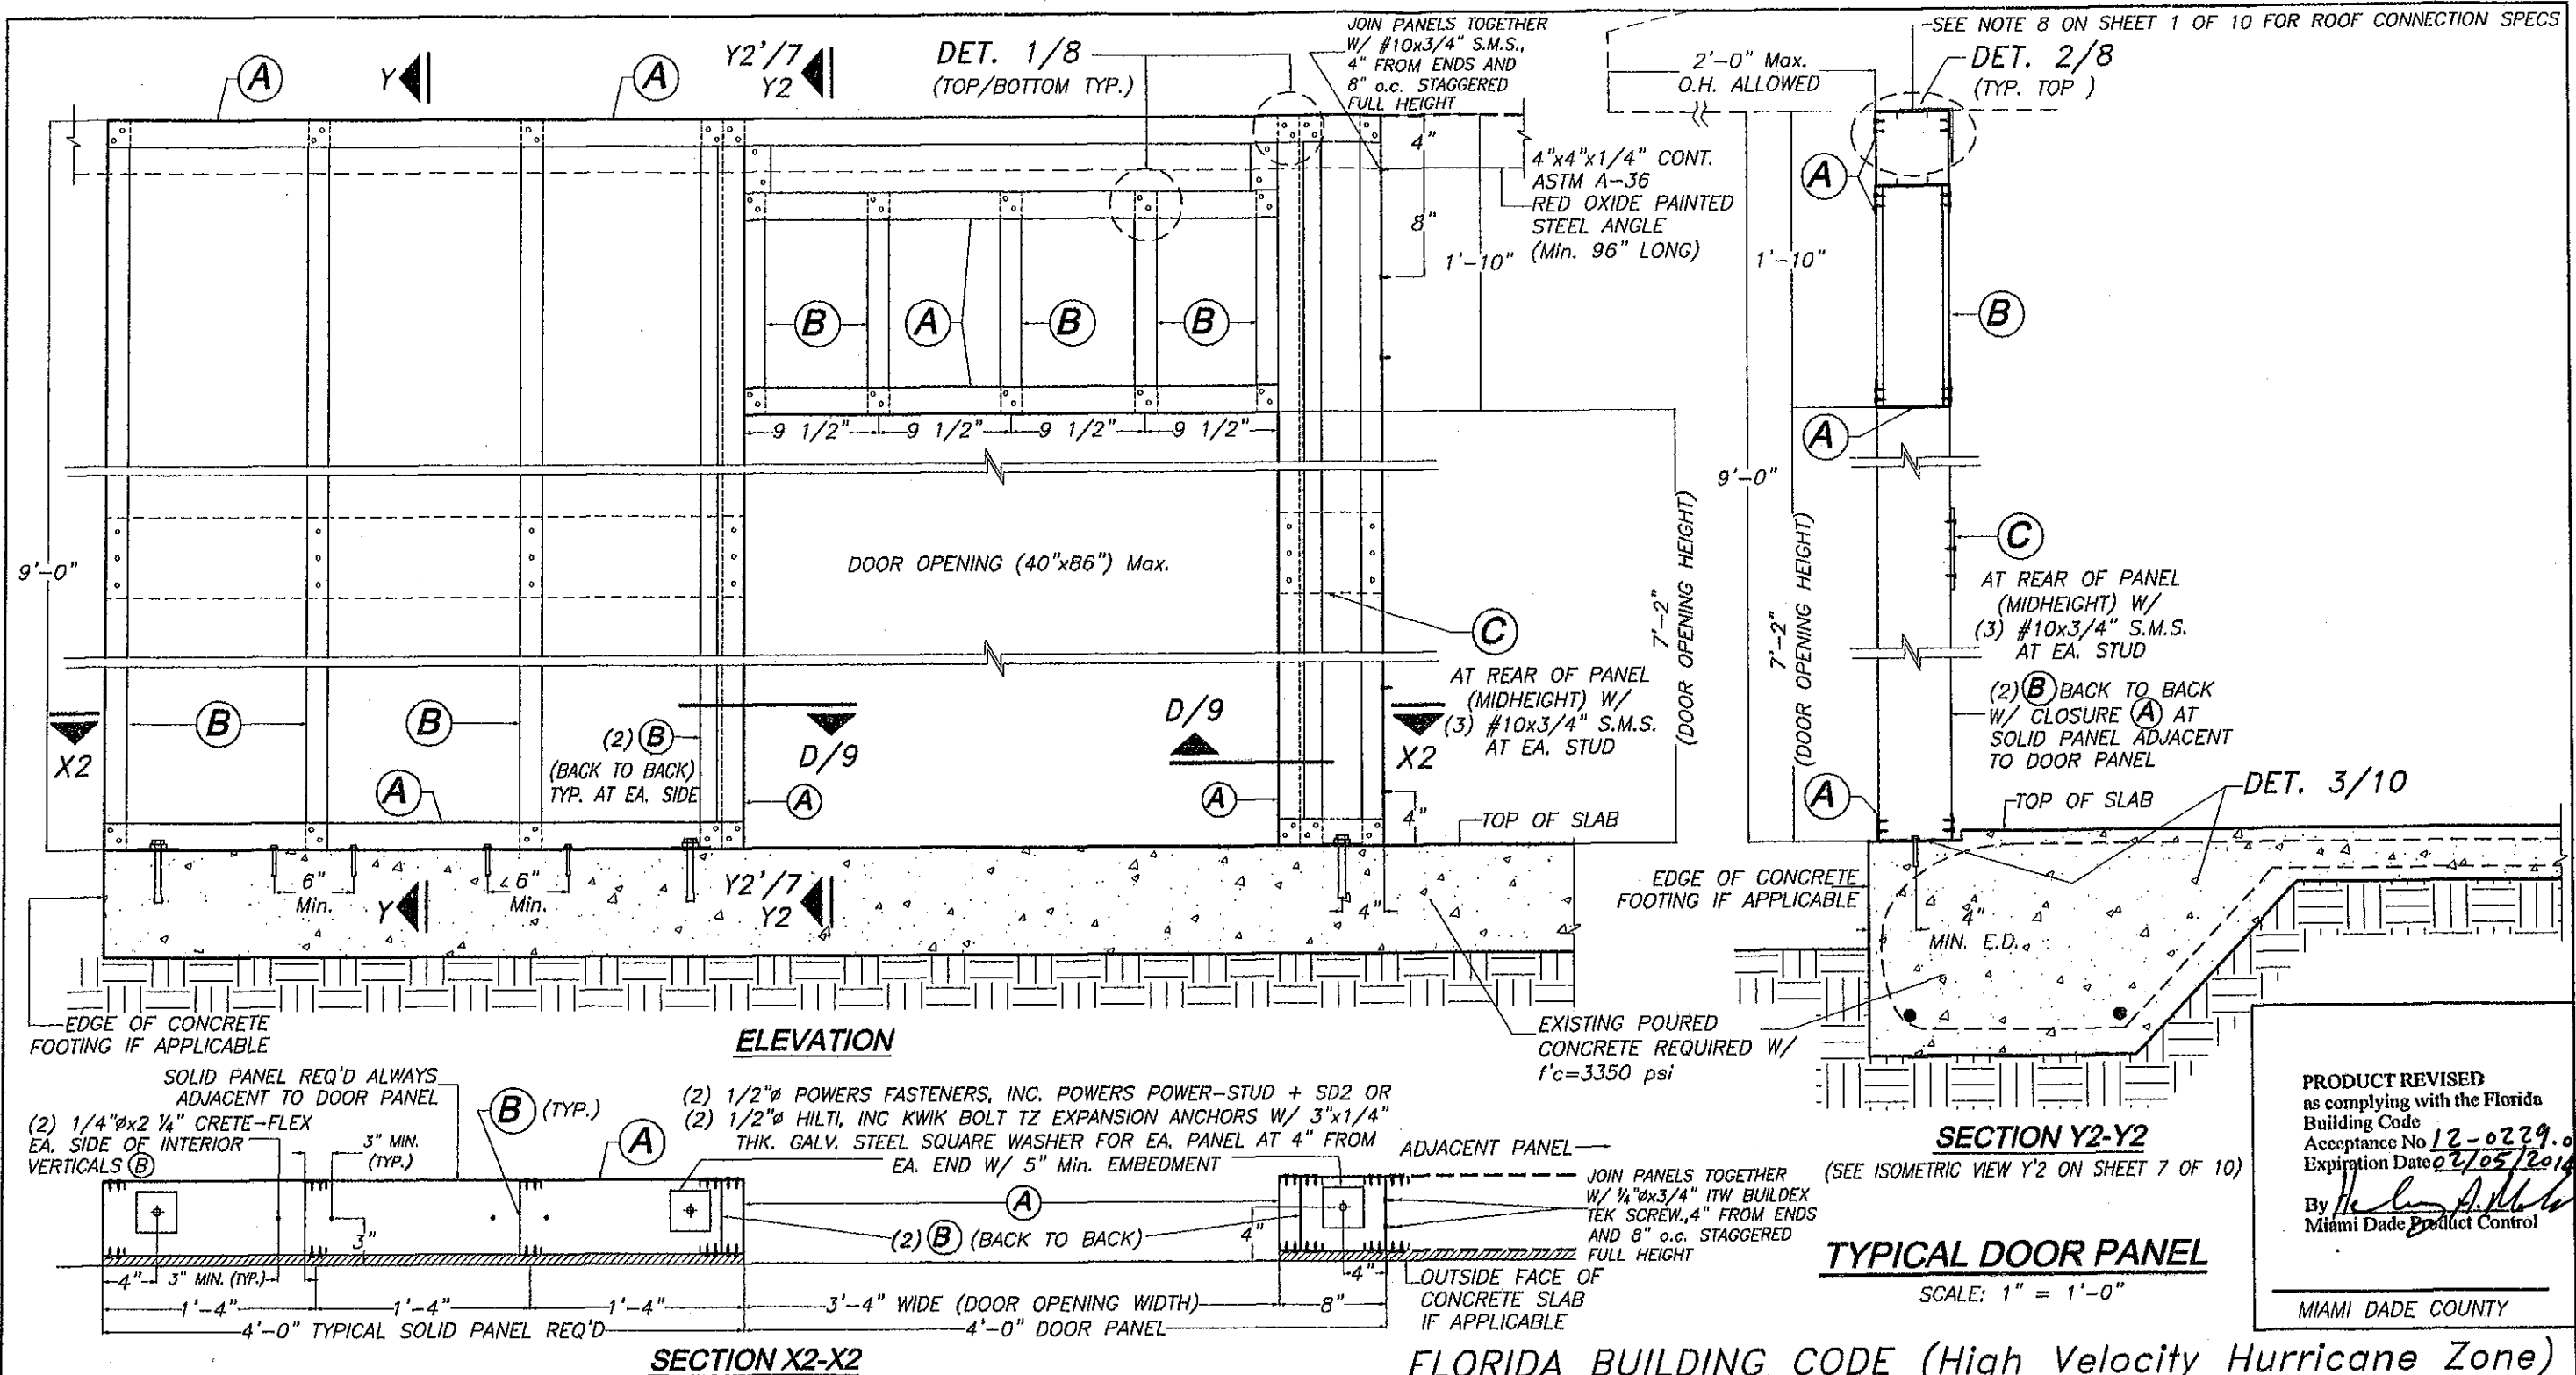 A
Y
A
Y2'/7
Y2
DET. 1/8
(TOP/BOTTOM TYP.)
JOIN PANELS TOGETHER
W/ #10x3/4" S.M.S.,
4" FROM ENDS AND
8" o.c. STAGGERED
FULL HEIGHT
2'-0" Max.
O.H. ALLOWED
SEE NOTE 8 ON SHEET 1 OF 10 FOR ROOF CONNECTION SPECS
DET. 2/8
(TYP. TOP )
4"
8"
1'-10"
4"x4"x1/4" CONT.
ASTM A-36
RED OXIDE PAINTED
STEEL ANGLE
(Min. 96" LONG)
A
1'-10"
B
B
A
B
B
A
9 1/2"
9 1/2"
9 1/2"
9 1/2"
9'-0"
9'-0"
DOOR OPENING (40"x86") Max.
7'-2"
(DOOR OPENING HEIGHT)
7'-2"
(DOOR OPENING HEIGHT)
C
AT REAR OF PANEL
(MIDHEIGHT) W/
(3) #10x3/4" S.M.S.
AT EA. STUD
C
AT REAR OF PANEL
(MIDHEIGHT) W/
(3) #10x3/4" S.M.S.
AT EA. STUD
(2) B BACK TO BACK
W/ CLOSURE A AT
SOLID PANEL ADJACENT
TO DOOR PANEL
X2
B
B
(2) B
(BACK TO BACK)
TYP. AT EA. SIDE
D/9
D/9
X2
A
A
A
4"
TOP OF SLAB
A
TOP OF SLAB
DET. 3/10
6"
Min.
6"
Min.
Y
Y2'/7
Y2
4"
EDGE OF CONCRETE
FOOTING IF APPLICABLE
4"
MIN. E.D.
EDGE OF CONCRETE
FOOTING IF APPLICABLE
ELEVATION
EXISTING POURED
CONCRETE REQUIRED W/
f'c=3350 psi
SOLID PANEL REQ'D ALWAYS
ADJACENT TO DOOR PANEL
(2) 1/4"øx2 ¼" CRETE-FLEX
EA. SIDE OF INTERIOR
VERTICALS B
3" MIN.
(TYP.)
B (TYP.)
A
(2) 1/2"ø POWERS FASTENERS, INC. POWERS POWER-STUD + SD2 OR
(2) 1/2"ø HILTI, INC KWIK BOLT TZ EXPANSION ANCHORS W/ 3"x1/4"
THK. GALV. STEEL SQUARE WASHER FOR EA. PANEL AT 4" FROM
EA. END W/ 5" Min. EMBEDMENT
ADJACENT PANEL
JOIN PANELS TOGETHER
W/ ¼"øx3/4" ITW BUILDEX
TEK SCREW.,4" FROM ENDS
AND 8" o.c. STAGGERED
FULL HEIGHT
SECTION Y2-Y2
(SEE ISOMETRIC VIEW Y'2 ON SHEET 7 OF 10)
A
(2) B (BACK TO BACK)
3"
4"
4"
3" MIN. (TYP.)
4"
OUTSIDE FACE OF
CONCRETE SLAB
IF APPLICABLE
1'-4"
1'-4"
1'-4"
3'-4" WIDE (DOOR OPENING WIDTH)
8"
4'-0" TYPICAL SOLID PANEL REQ'D
4'-0" DOOR PANEL
SECTION X2-X2
TYPICAL DOOR PANEL
SCALE: 1" = 1'-0"
PRODUCT REVISED
as complying with the Florida
Building Code
Acceptance No 12-0229.0
Expiration Date 02/05/2014
By
Miami Dade Product Control
MIAMI DADE COUNTY
FLORIDA BUILDING CODE (High Velocity Hurricane Zone)